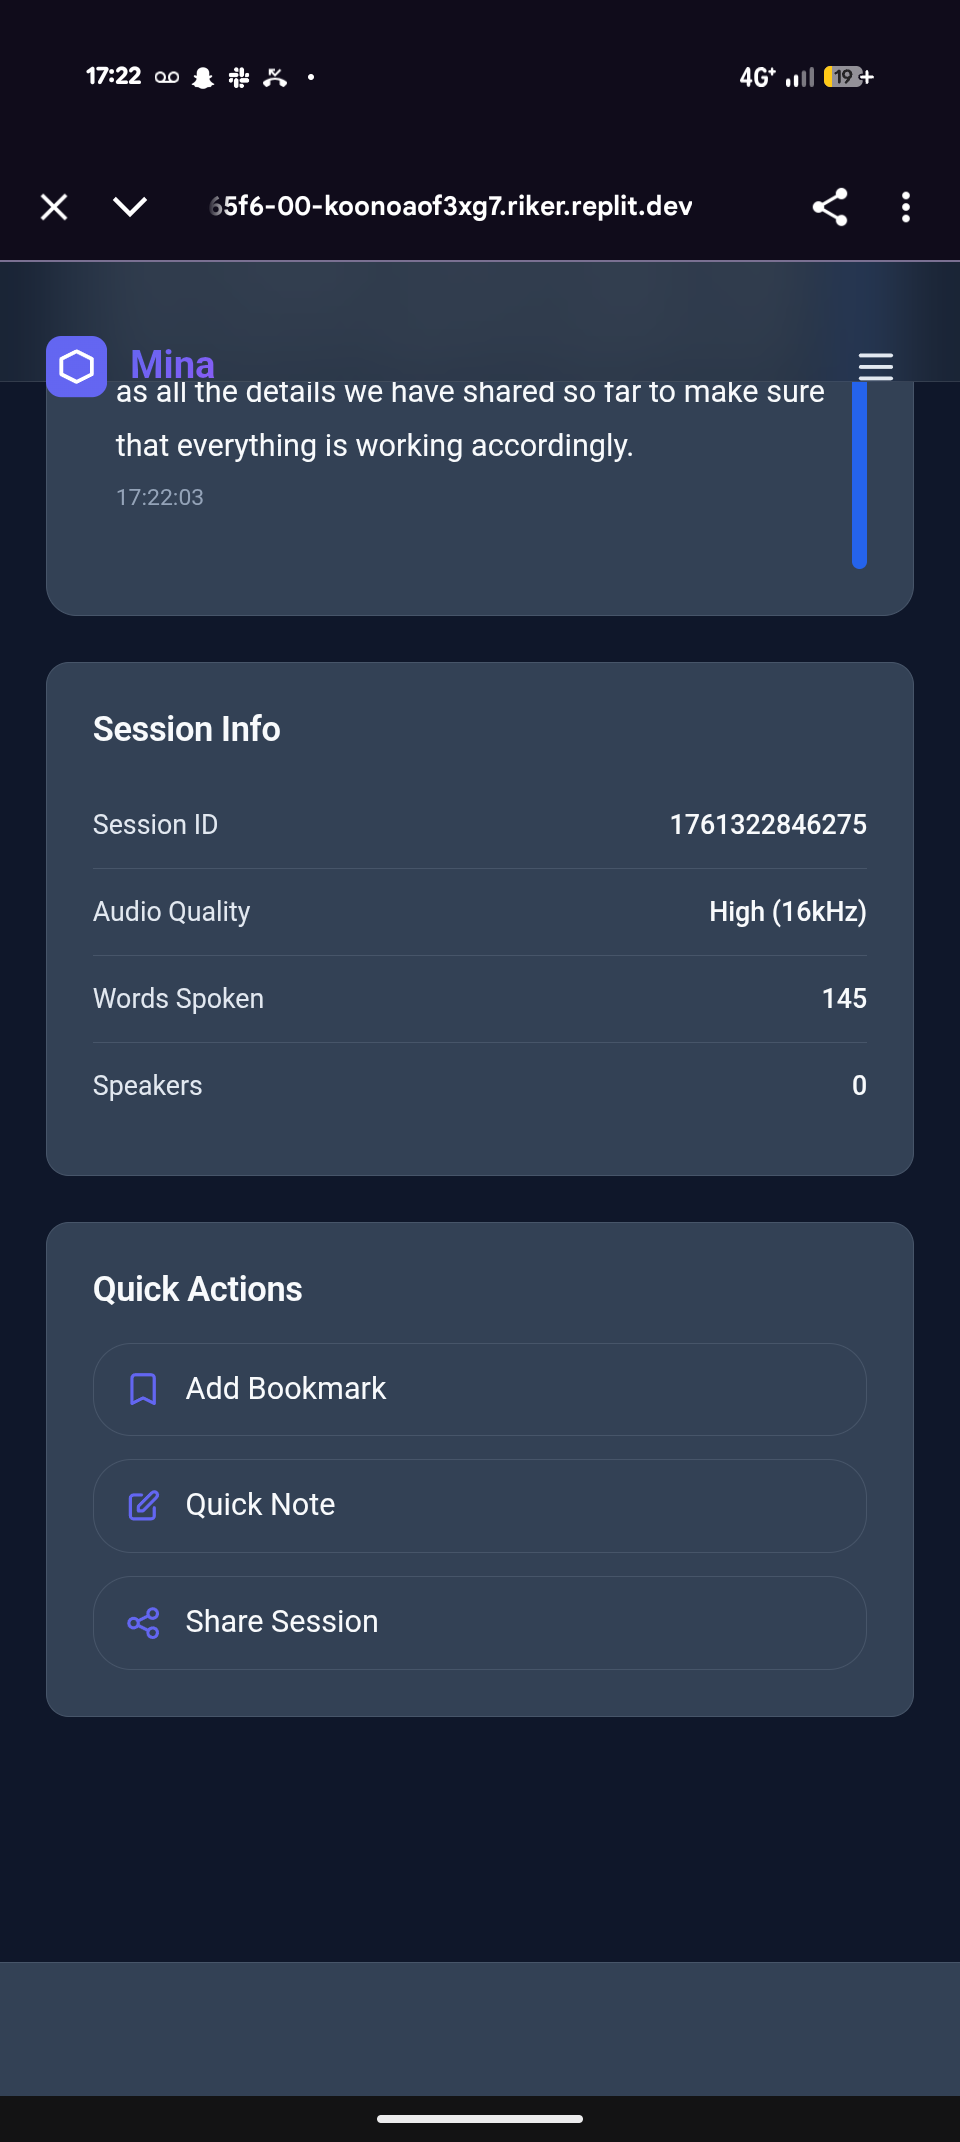 17:22
4G+
19
65f6-00-koonoaof3xg7.riker.replit.dev
Mina
as all the details we have shared so far to make sure
that everything is working accordingly.
17:22:03
Session Info
Session ID 1761322846275
Audio Quality High (16kHz)
Words Spoken 145
Speakers 0
Quick Actions
Add Bookmark
Quick Note
Share Session